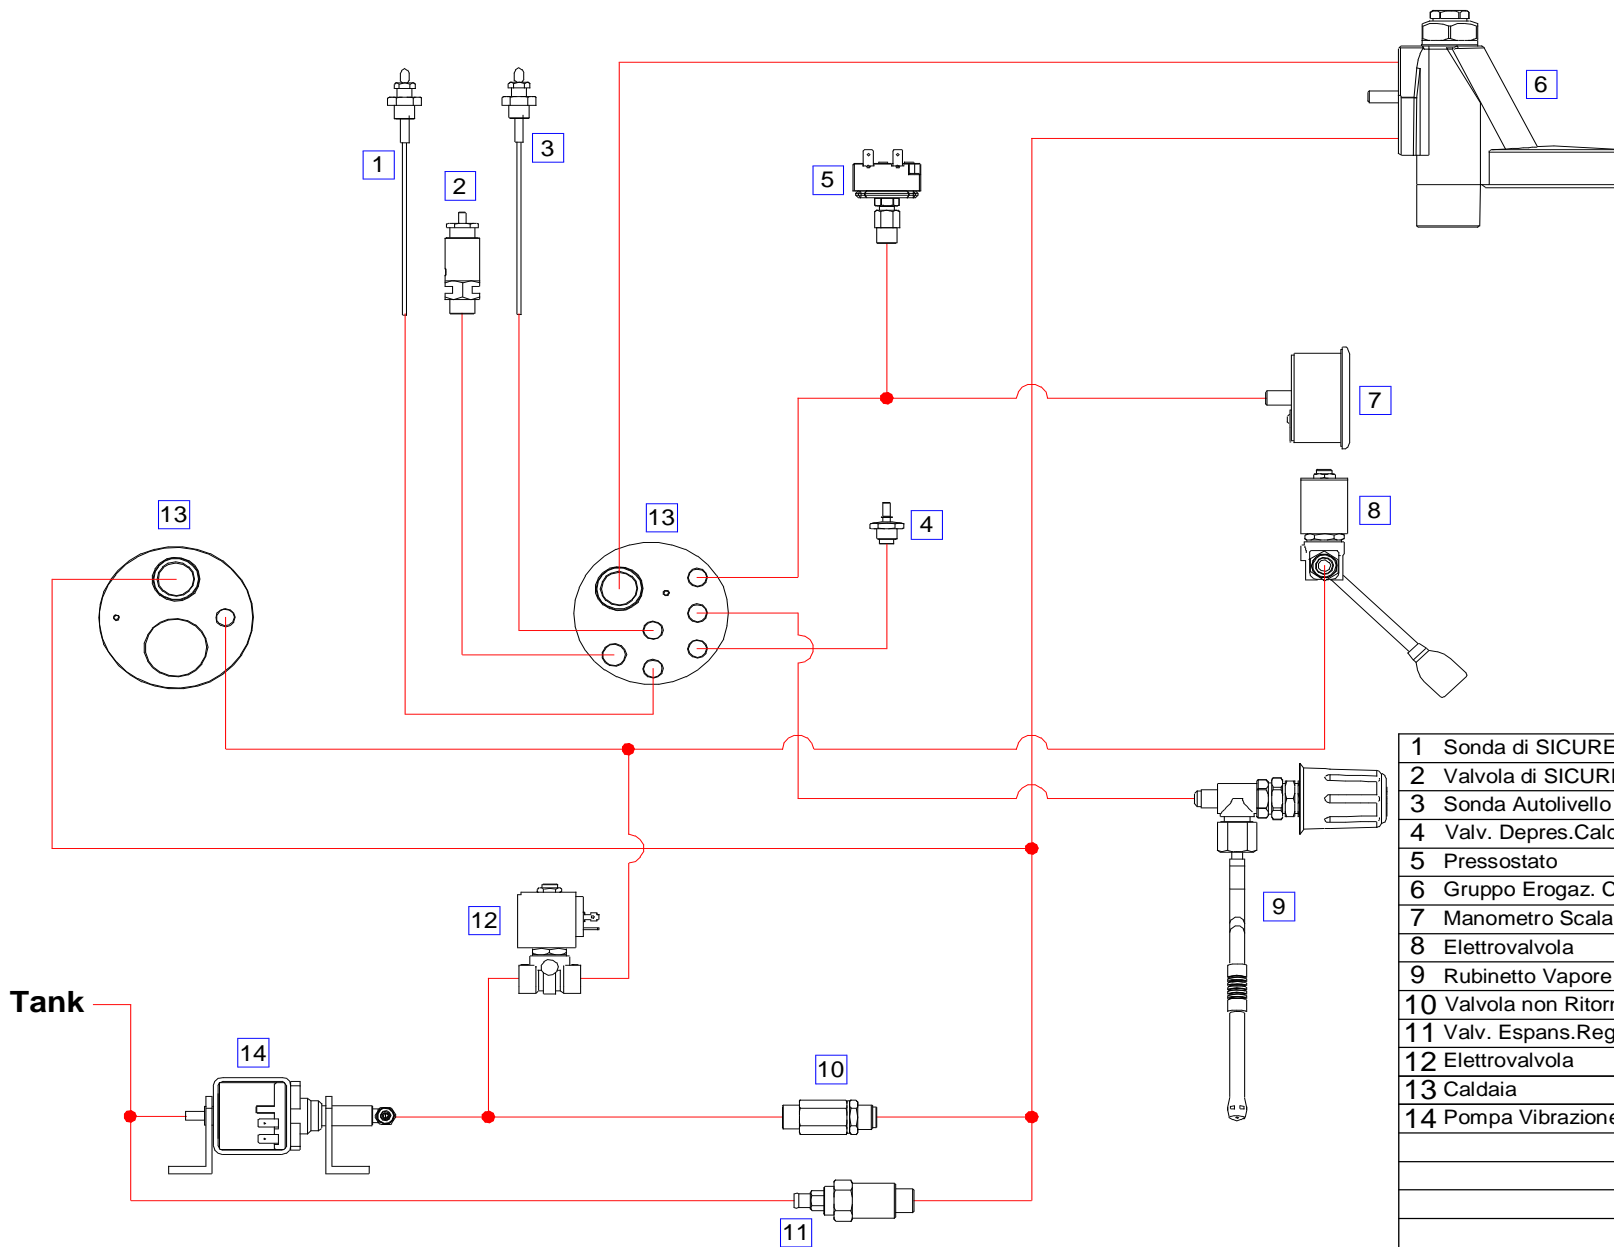 6
3
1
5
2
7
8
13
13
4
1 Sonda di SICURE
2 Valvola di SICURE
3 Sonda Autolivello
4 Valv. Depres.Cald
5 Pressostato
6 Gruppo Erogaz. C
7 Manometro Scala
8 Elettrovalvola
9 Rubinetto Vapore
10 Valvola non Ritorn
11 Valv. Espans.Reg
12 Elettrovalvola
13 Caldaia
14 Pompa Vibrazione
9
12
Tank
14
10
11